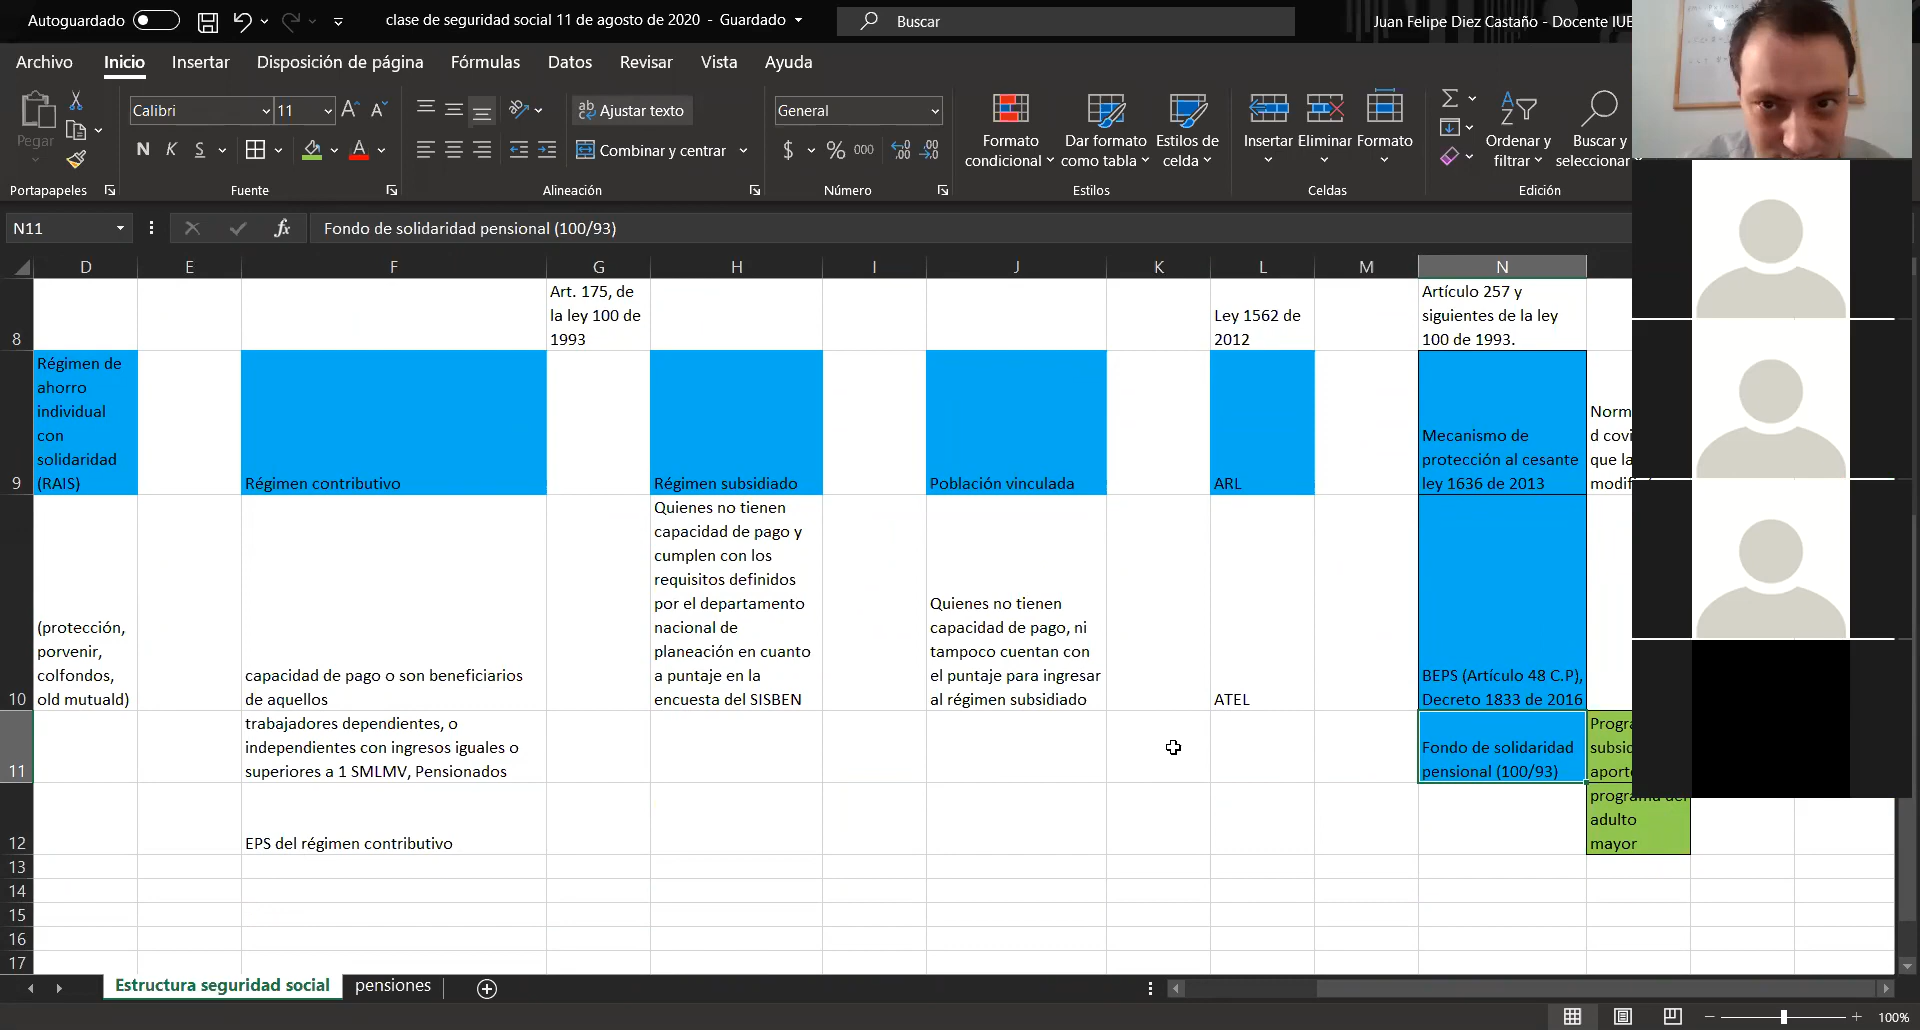 Autoguardado
clase de seguridad social 11 de agosto de 2020 - Guardado
Buscar
Juan Felipe Diez Castaño - Docente IUE
Archivo
Inicio
Insertar
Disposición de página
Fórmulas
Datos
Revisar
Vista
Ayuda
Pegar
Calibri
11
N K S
Ajustar texto
Combinar y centrar
General
$ % 000
Formato
condicional
Dar formato
como tabla
Estilos de
celda
Insertar
Eliminar
Formato
Ordenar y
filtrar
Buscar y
seleccionar
Portapapeles
Fuente
Alineación
Número
Estilos
Celdas
Edición
N11
fx
Fondo de solidaridad pensional (100/93)
D E F G H I J K L M N
8
Art. 175, de
la ley 100 de
1993
Ley 1562 de
2012
Artículo 257 y
siguientes de la ley
100 de 1993.
9
Régimen de
ahorro
individual
con
solidaridad
(RAIS)
Régimen contributivo
Régimen subsidiado
Población vinculada
ARL
Mecanismo de
protección al cesante
ley 1636 de 2013
Norm
d covi
que la
modif
10
(protección,
porvenir,
colfondos,
old mutuald)
capacidad de pago o son beneficiarios
de aquellos
Quienes no tienen
capacidad de pago y
cumplen con los
requisitos definidos
por el departamento
nacional de
planeación en cuanto
a puntaje en la
encuesta del SISBEN
Quienes no tienen
capacidad de pago, ni
tampoco cuentan con
el puntaje para ingresar
al régimen subsidiado
ATEL
BEPS (Artículo 48 C.P),
Decreto 1833 de 2016
11
trabajadores dependientes, o
independientes con ingresos iguales o
superiores a 1 SMLMV, Pensionados
Fondo de solidaridad
pensional (100/93)
Progra
subsid
aport
12
EPS del régimen contributivo
programa del
adulto
mayor
13
14
15
16
17
Estructura seguridad social
pensiones
100%